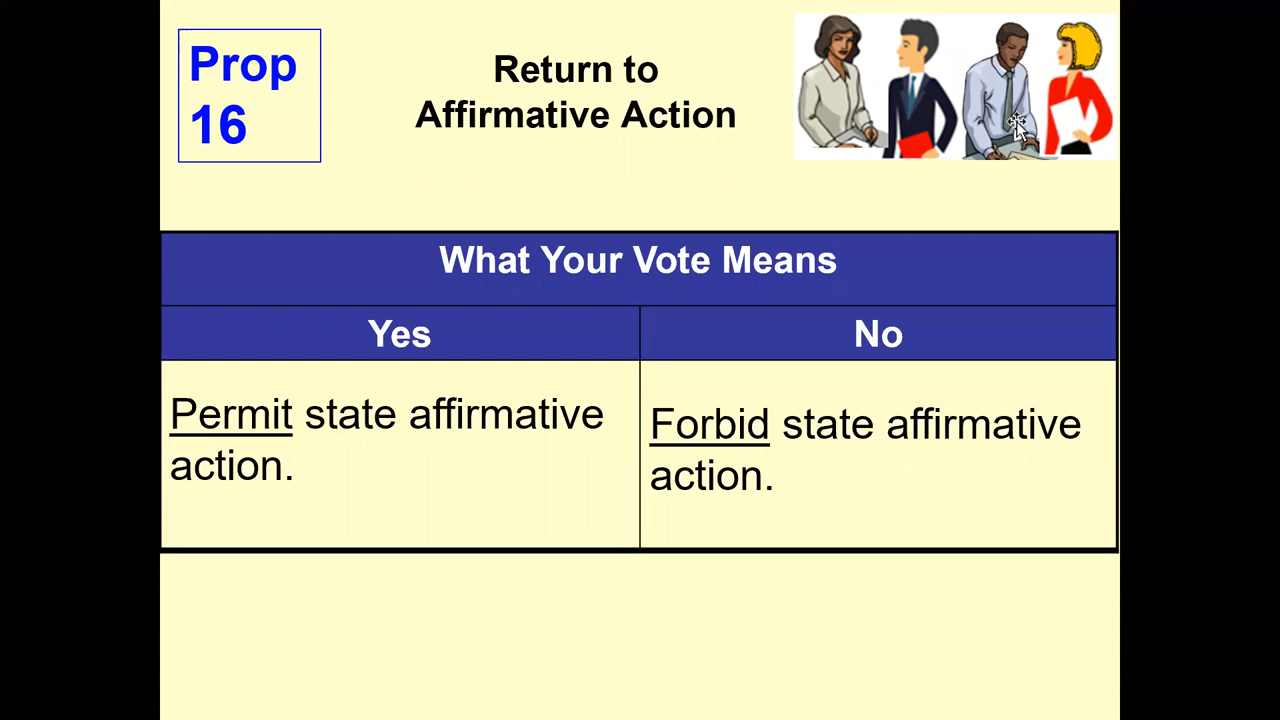 Prop
16
Return to
Affirmative Action
What Your Vote Means
Yes
No
Permit state affirmative
action.
Forbid state affirmative
action.